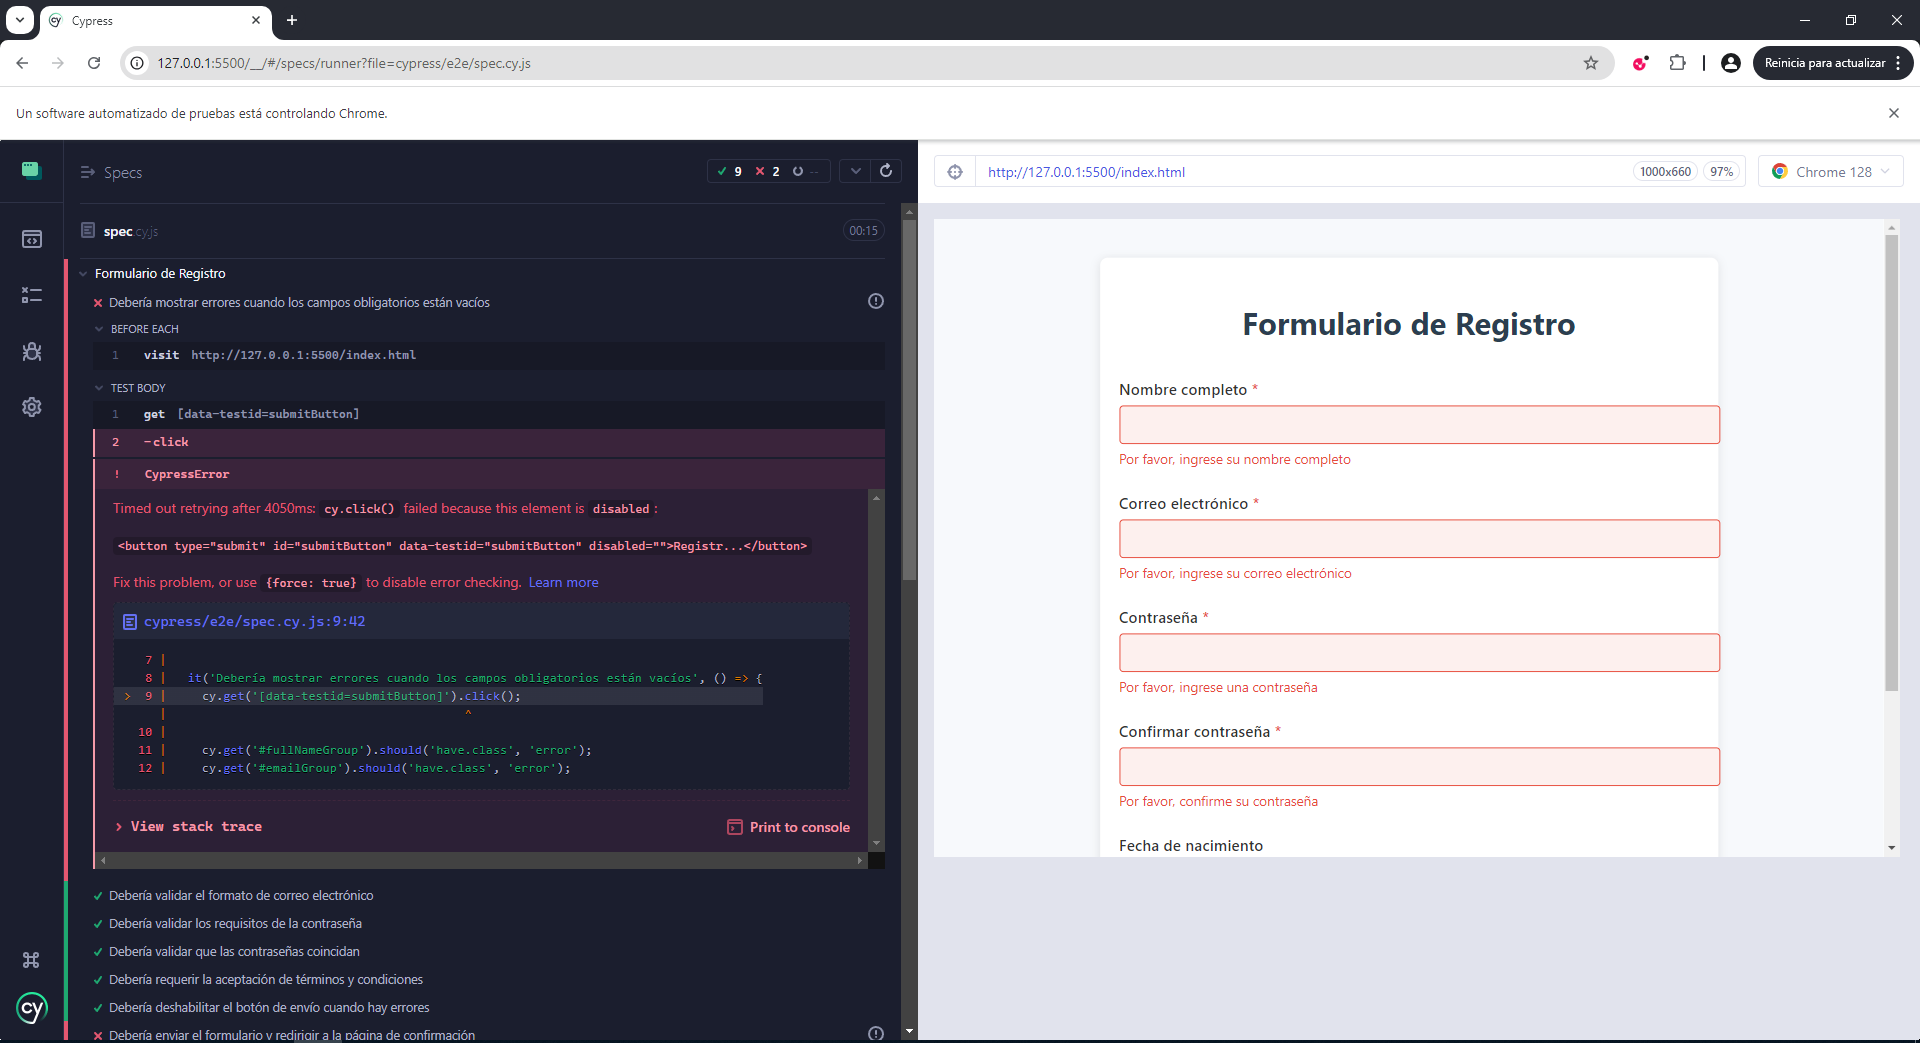 Cypress
127.0.0.1:5500/__/#/specs/runner?file=cypress/e2e/spec.cy.js
Reinicia para actualizar
Un software automatizado de pruebas está controlando Chrome.
Specs
9 2 --
http://127.0.0.1:5500/index.html
1000x660
97%
Chrome 128
spec.cy.js
00:15
Formulario de Registro
Debería mostrar errores cuando los campos obligatorios están vacíos
BEFORE EACH
1 visit http://127.0.0.1:5500/index.html
TEST BODY
1 get [data-testid=submitButton]
2 -click
! CypressError
Timed out retrying after 4050ms: cy.click() failed because this element is disabled:
<button type="submit" id="submitButton" data-testid="submitButton" disabled="">Registr...</button>
Fix this problem, or use {force: true} to disable error checking. Learn more
cypress/e2e/spec.cy.js:9:42
7 |
8 | it('Debería mostrar errores cuando los campos obligatorios están vacíos', () => {
> 9 | cy.get('[data-testid=submitButton]').click();
| ^
10 |
11 | cy.get('#fullNameGroup').should('have.class', 'error');
12 | cy.get('#emailGroup').should('have.class', 'error');
> View stack trace
Print to console
Debería validar el formato de correo electrónico
Debería validar los requisitos de la contraseña
Debería validar que las contraseñas coincidan
Debería requerir la aceptación de términos y condiciones
Debería deshabilitar el botón de envío cuando hay errores
Debería enviar el formulario y redirigir a la página de confirmación
cy
Formulario de Registro
Nombre completo *
Por favor, ingrese su nombre completo
Correo electrónico *
Por favor, ingrese su correo electrónico
Contraseña *
Por favor, ingrese una contraseña
Confirmar contraseña *
Por favor, confirme su contraseña
Fecha de nacimiento